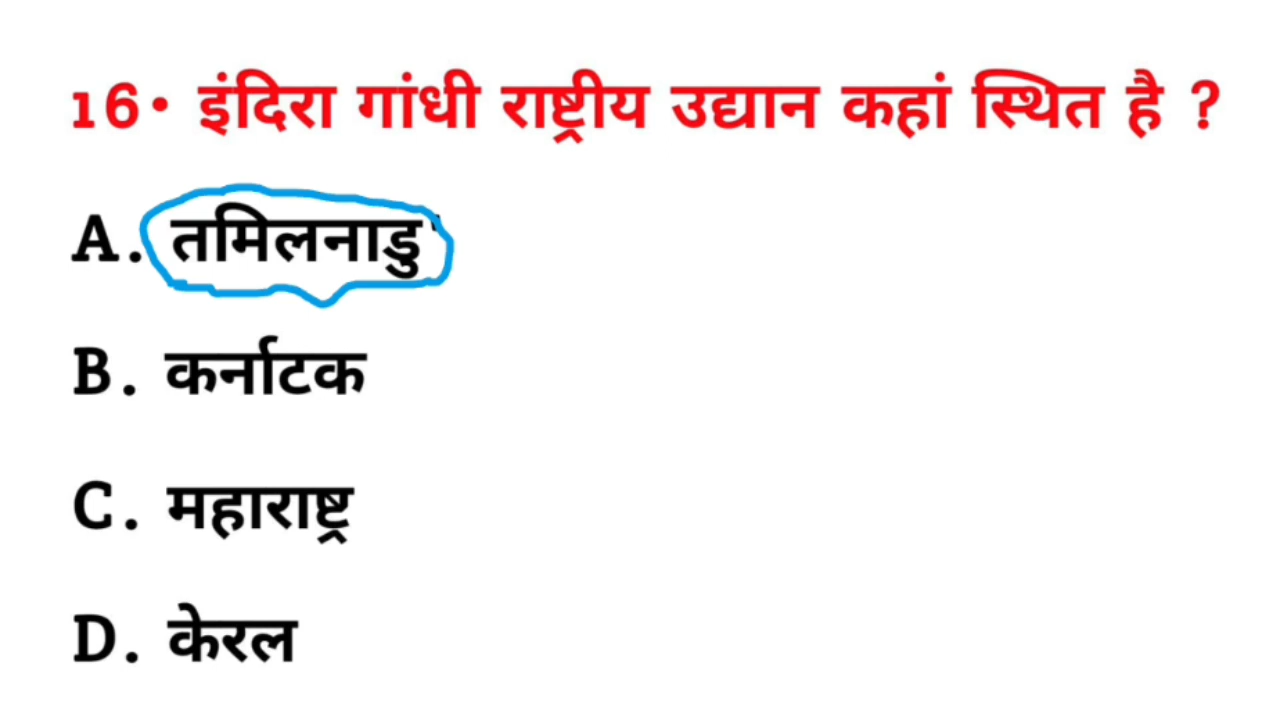 16• इंदिरा गांधी राष्ट्रीय उद्यान कहां स्थित है ?
A. तमिलनाडु
B. कर्नाटक
C. महाराष्ट्र
D. केरल